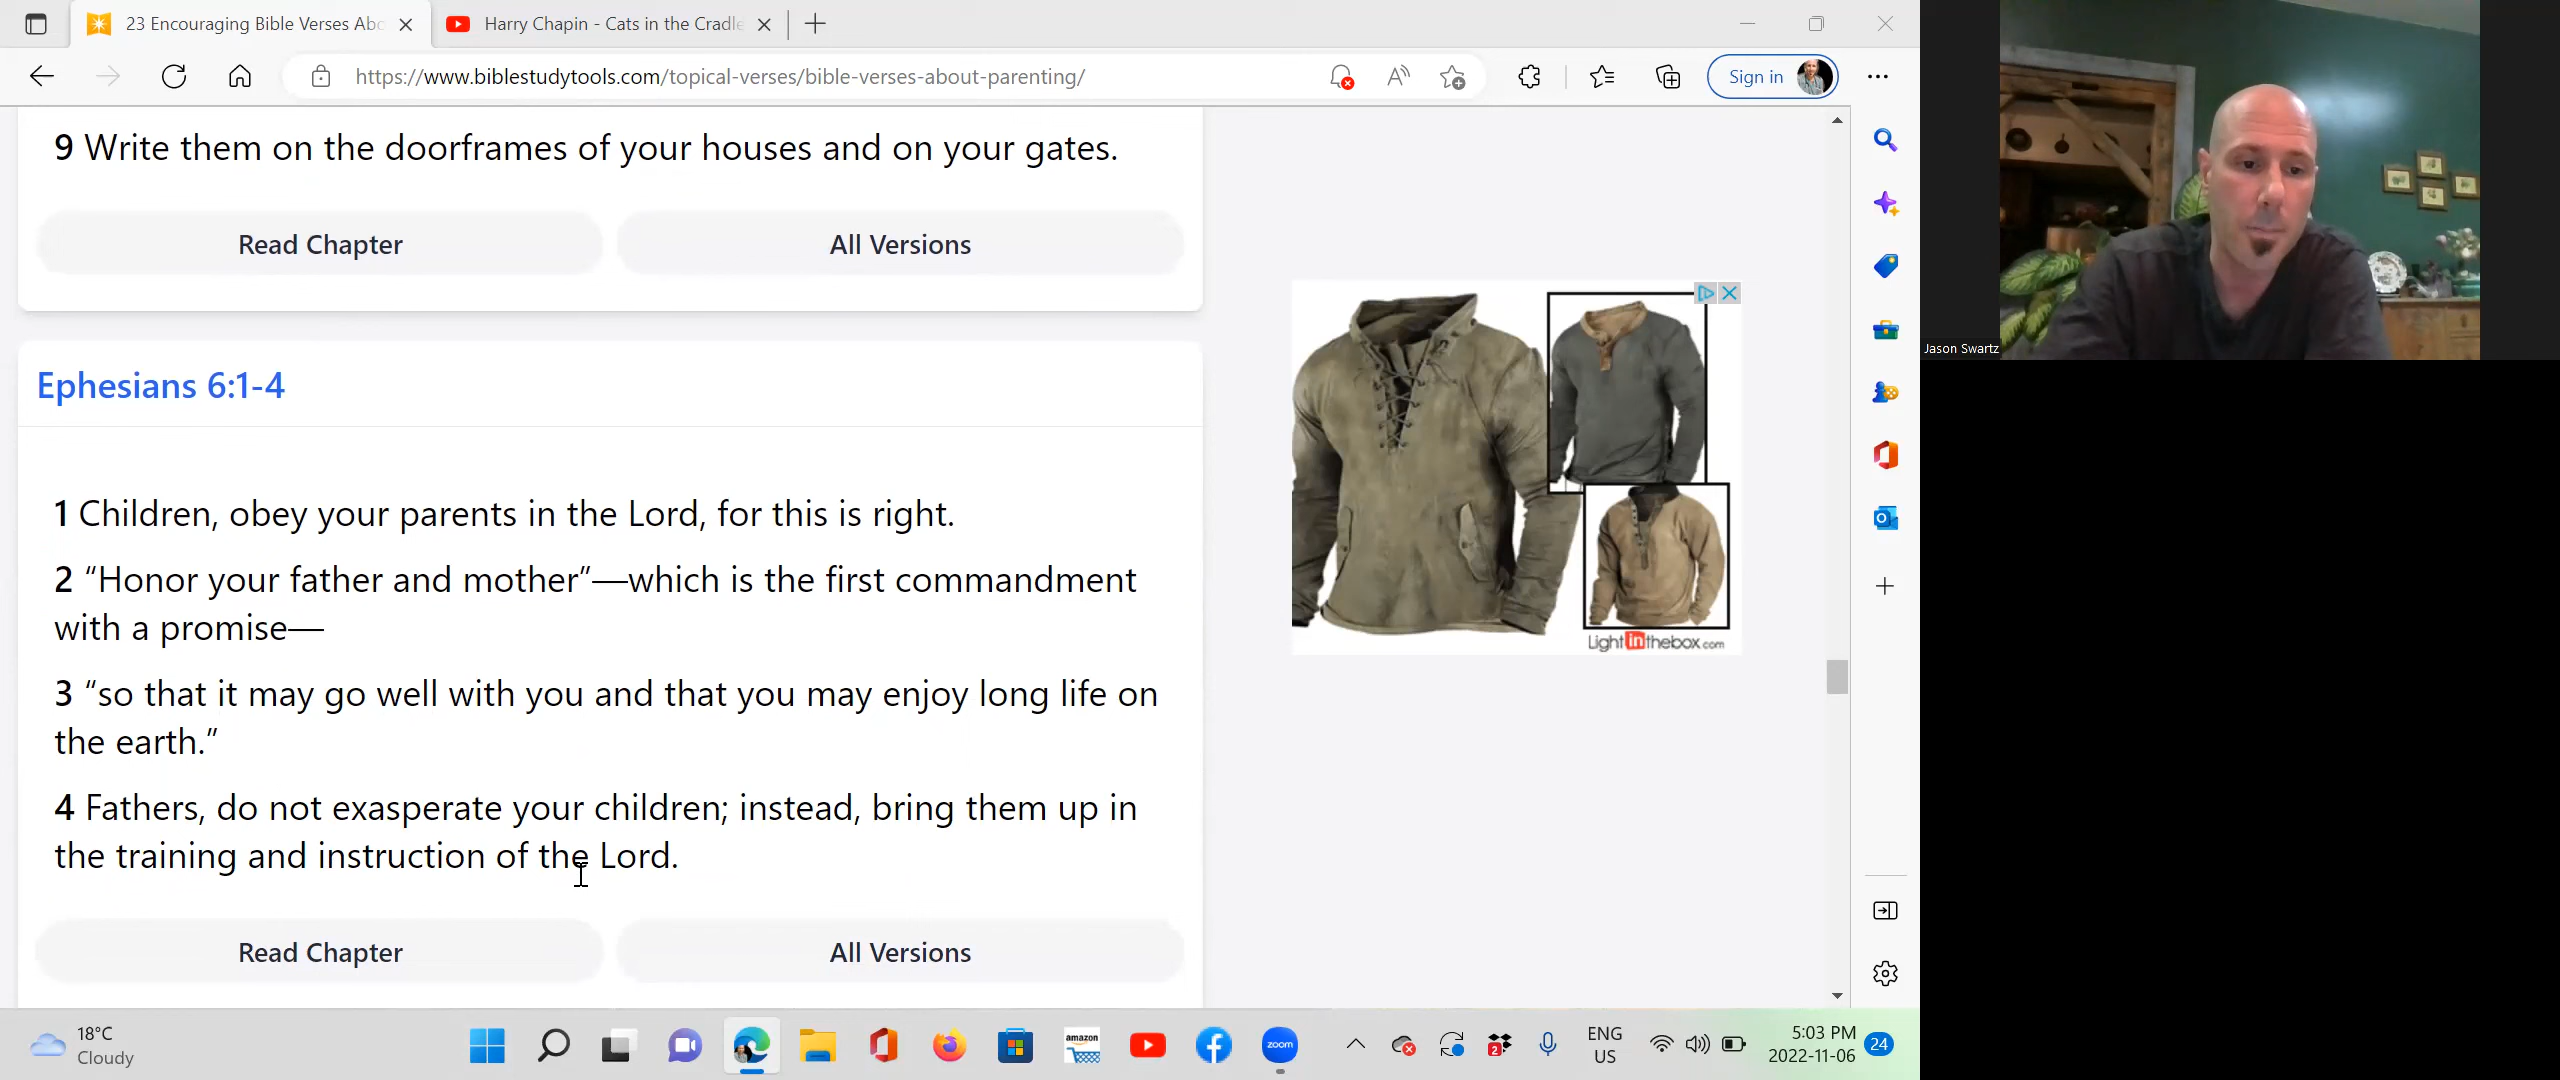 23 Encouraging Bible Verses Abo
Harry Chapin - Cats in the Cradle
https://www.biblestudytools.com/topical-verses/bible-verses-about-parenting/
Sign in
9 Write them on the doorframes of your houses and on your gates.
Read Chapter
All Versions
Ephesians 6:1-4
1 Children, obey your parents in the Lord, for this is right.
2 “Honor your father and mother”—which is the first commandment
with a promise—
3 “so that it may go well with you and that you may enjoy long life on
the earth.”
4 Fathers, do not exasperate your children; instead, bring them up in
the training and instruction of the Lord.
Read Chapter
All Versions
Lightinthebox.com
Jason Swartz
18°C
Cloudy
amazon
zoom
2
ENG
US
5:03 PM
2022-11-06
24